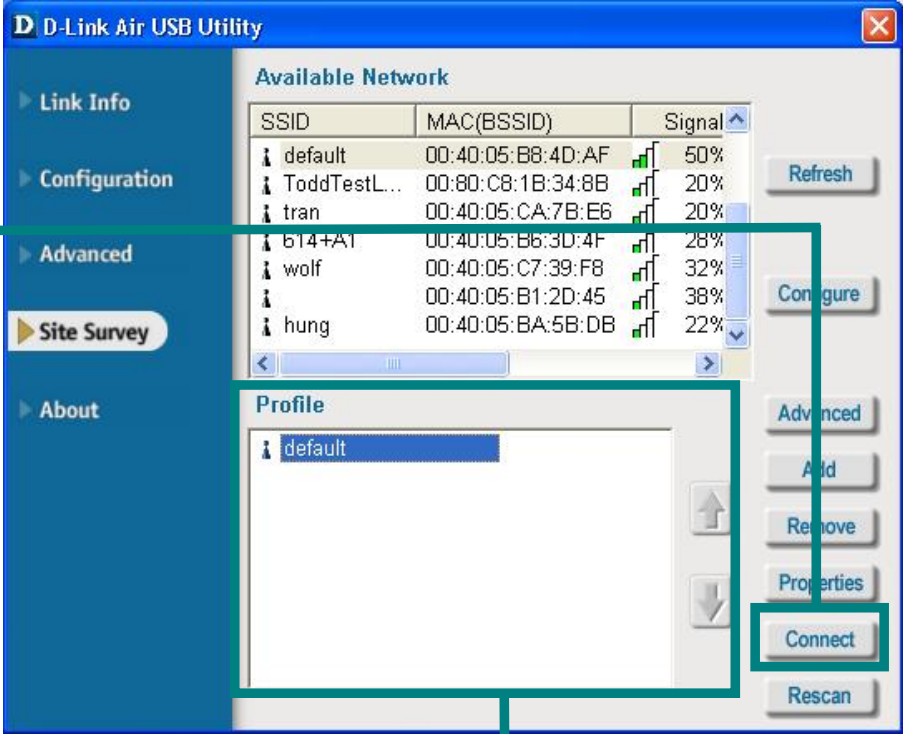 D D-Link Air USB Utility
Link Info
Configuration
Advanced
Site Survey
About
Available Network
SSID MAC(BSSID) Signal
default 00:40:05:B8:4D:AF 50%
ToddTestL... 00:80:C8:1B:34:8B 20%
tran 00:40:05:CA:7B:E6 20%
614+A1 00:40:05:B6:3D:4F 28%
wolf 00:40:05:C7:39:F8 32%
00:40:05:B1:2D:45 38%
hung 00:40:05:BA:5B:DB 22%
Profile
default
Refresh
Configure
Advanced
Add
Remove
Properties
Connect
Rescan